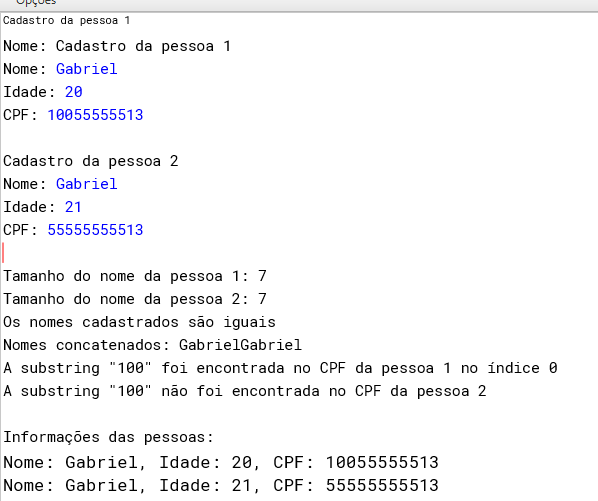 Opções
Cadastro da pessoa 1
Nome: Cadastro da pessoa 1
Nome: Gabriel
Idade: 20
CPF: 10055555513
Cadastro da pessoa 2
Nome: Gabriel
Idade: 21
CPF: 55555555513
Tamanho do nome da pessoa 1: 7
Tamanho do nome da pessoa 2: 7
Os nomes cadastrados são iguais
Nomes concatenados: GabrielGabriel
A substring "100" foi encontrada no CPF da pessoa 1 no índice 0
A substring "100" não foi encontrada no CPF da pessoa 2
Informações das pessoas:
Nome: Gabriel, Idade: 20, CPF: 10055555513
Nome: Gabriel, Idade: 21, CPF: 55555555513